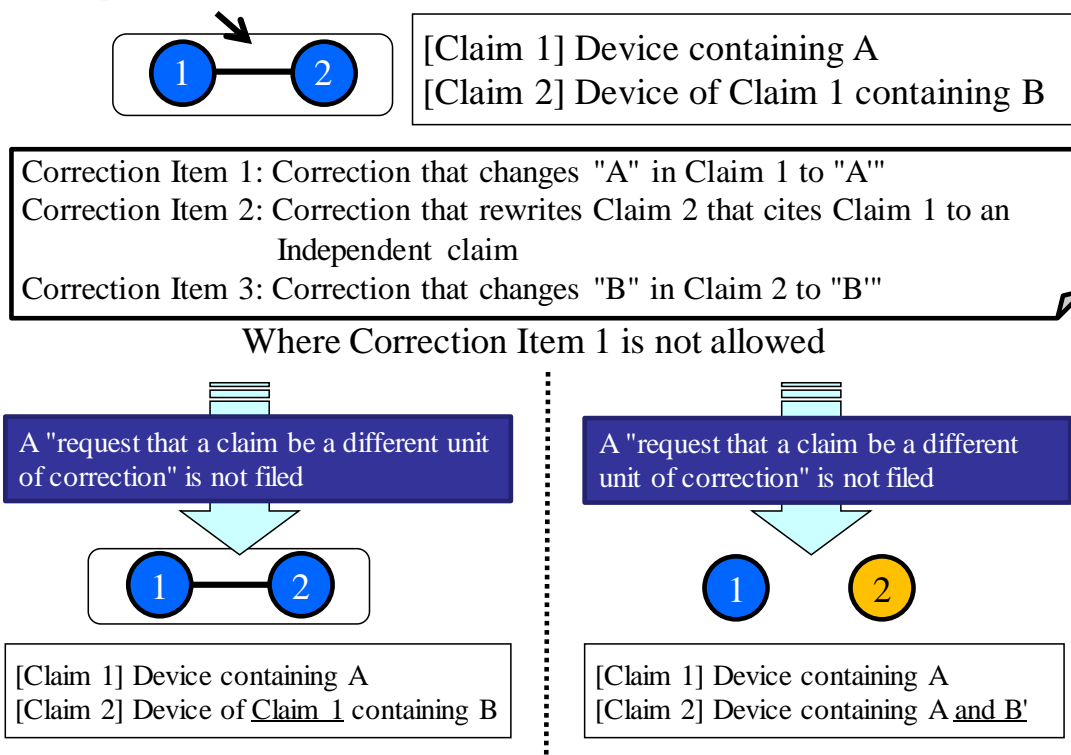 1 2
[Claim 1] Device containing A
[Claim 2] Device of Claim 1 containing B
Correction Item 1: Correction that changes "A" in Claim 1 to "A'"
Correction Item 2: Correction that rewrites Claim 2 that cites Claim 1 to an
Independent claim
Correction Item 3: Correction that changes "B" in Claim 2 to "B'"
Where Correction Item 1 is not allowed
A "request that a claim be a different unit
of correction" is not filed
1 2
[Claim 1] Device containing A
[Claim 2] Device of Claim 1 containing B
A "request that a claim be a different
unit of correction" is not filed
1 2
[Claim 1] Device containing A
[Claim 2] Device containing A and B'